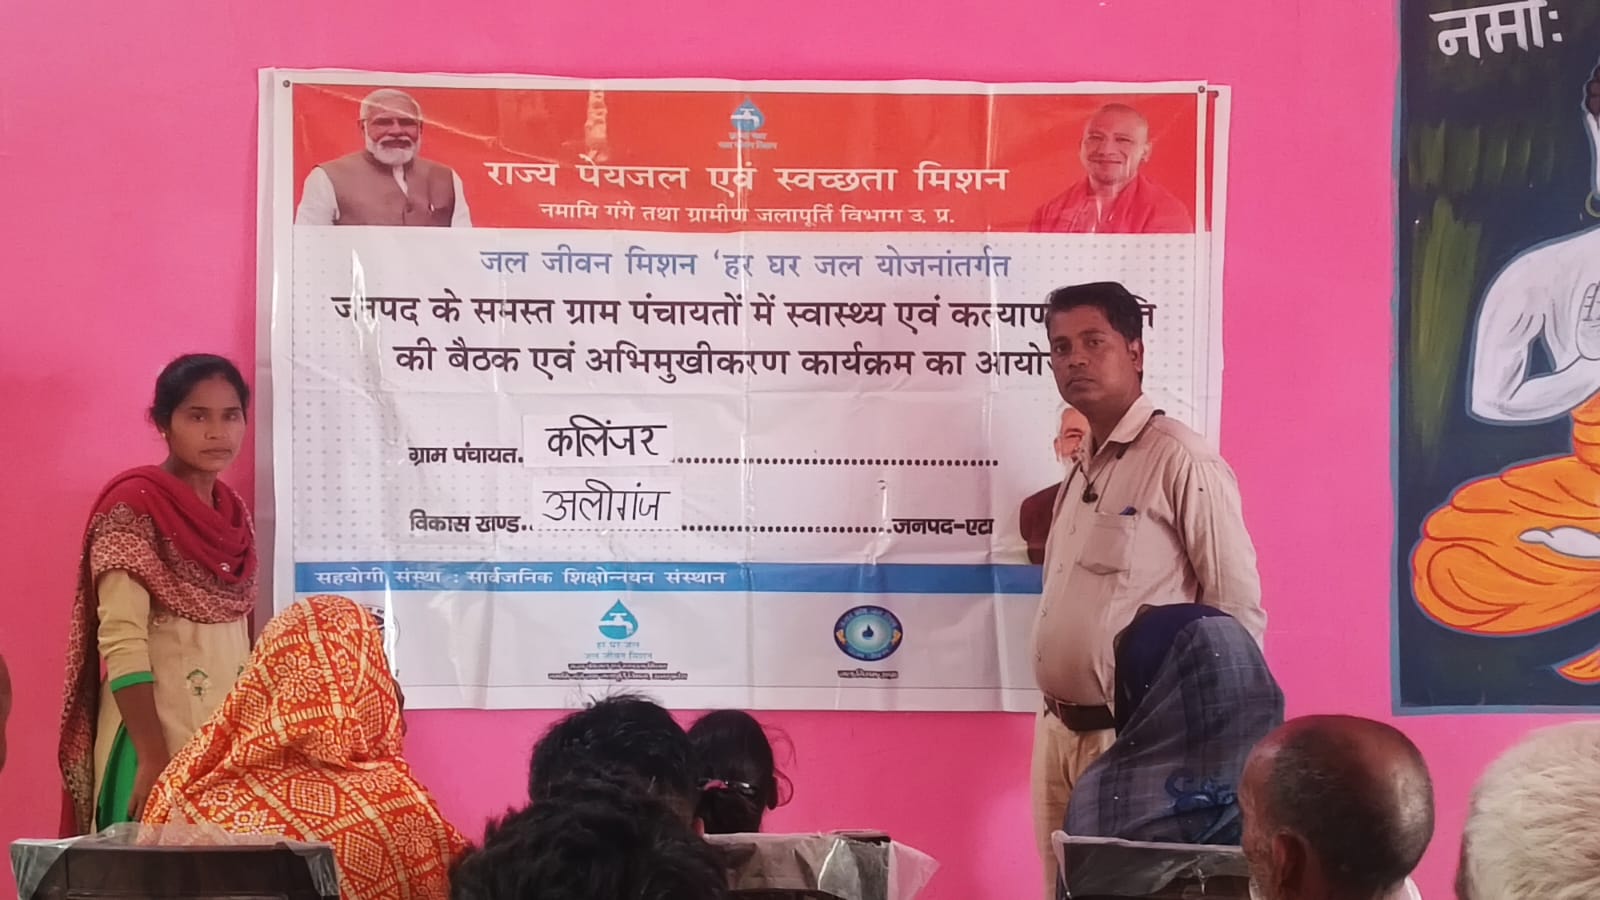 नमो:
राज्य पेयजल एवं स्वच्छता मिशन
नमामि गंगे तथा ग्रामीण जलापूर्ति विभाग उ. प्र.
जल जीवन मिशन 'हर घर जल योजनांतर्गत
जनपद के समस्त ग्राम पंचायतों में स्वास्थ्य एवं कल्याण
की बैठक एवं अभिमुखीकरण कार्यक्रम का
ग्राम पंचायत. कलिंजर
विकास खण्ड.. अलीगंज जनपद-एटा
सहयोगी संस्था : सार्वजनिक शिक्षोन्नयन संस्थान
हर घर जल
जल जीवन मिशन